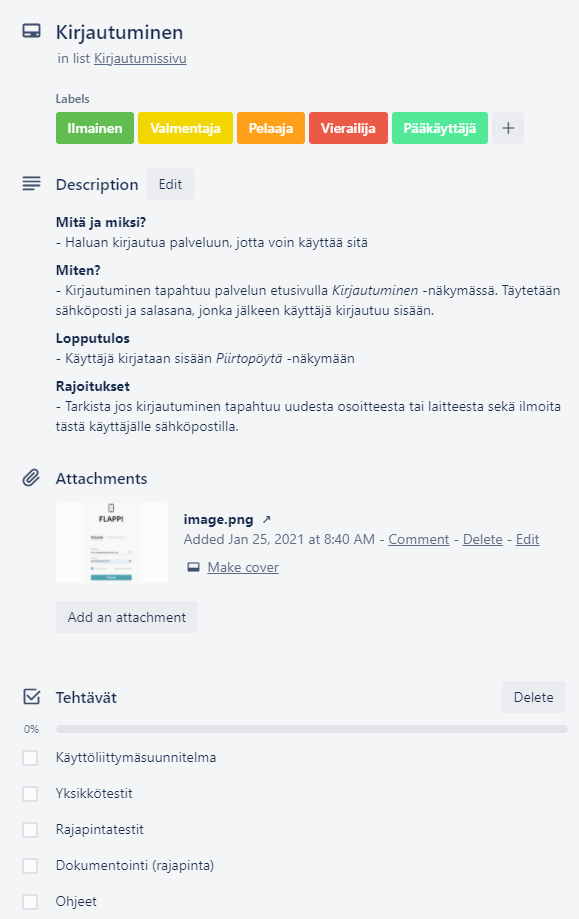 Kirjautuminen
in list Kirjautumissivu
Labels
Ilmainen Valmentaja Pelaaja Vierailija Pääkäyttäjä +
Description Edit
Mitä ja miksi?
- Haluan kirjautua palveluun, jotta voin käyttää sitä
Miten?
- Kirjautuminen tapahtuu palvelun etusivulla Kirjautuminen -näkymässä. Täytetään
sähköposti ja salasana, jonka jälkeen käyttäjä kirjautuu sisään.
Lopputulos
- Käyttäjä kirjataan sisään Piirtopöytä -näkymään
Rajoitukset
- Tarkista jos kirjautuminen tapahtuu uudesta osoitteesta tai laitteesta sekä ilmoita
tästä käyttäjälle sähköpostilla.
Attachments
FLAPPI
image.png ↗
Added Jan 25, 2021 at 8:40 AM - Comment - Delete - Edit
Make cover
Add an attachment
Tehtävät Delete
0%
Käyttöliittymäsuunnitelma
Yksikkötestit
Rajapintatestit
Dokumentointi (rajapinta)
Ohjeet